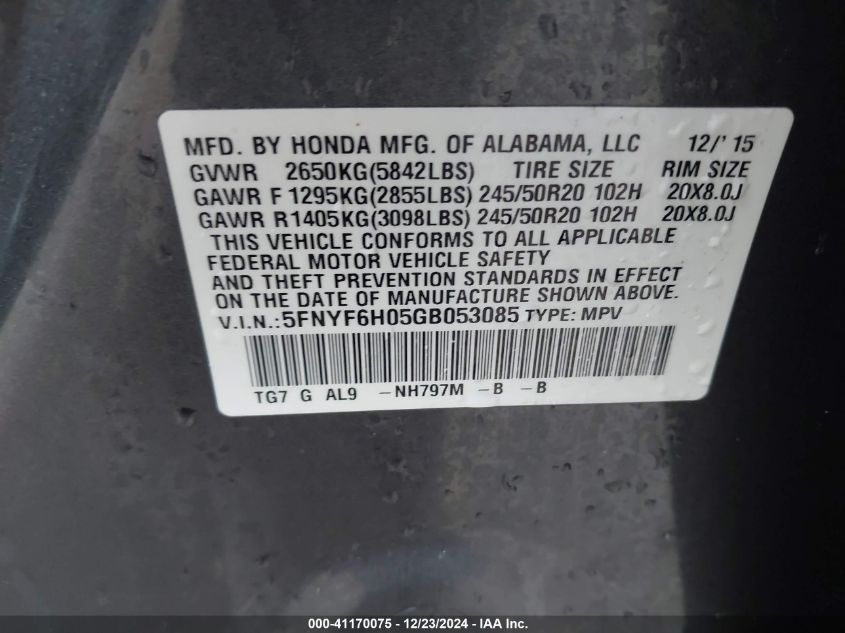 MFD. BY HONDA MFG. OF ALABAMA, LLC 12/'15
GVWR 2650KG(5842LBS) TIRE SIZE RIM SIZE
GAWR F 1295KG(2855LBS) 245/50R20 102H 20X8.0J
GAWR R1405KG(3098LBS) 245/50R20 102H 20X8.0J
THIS VEHICLE CONFORMS TO ALL APPLICABLE
FEDERAL MOTOR VEHICLE SAFETY
AND THEFT PREVENTION STANDARDS IN EFFECT
ON THE DATE OF MANUFACTURE SHOWN ABOVE.
V.I.N.:5FNYF6H05GB053085 TYPE: MPV
TG7 G AL9 -NH797M -B -B
000-41170075 - 12/23/2024 - IAA Inc.